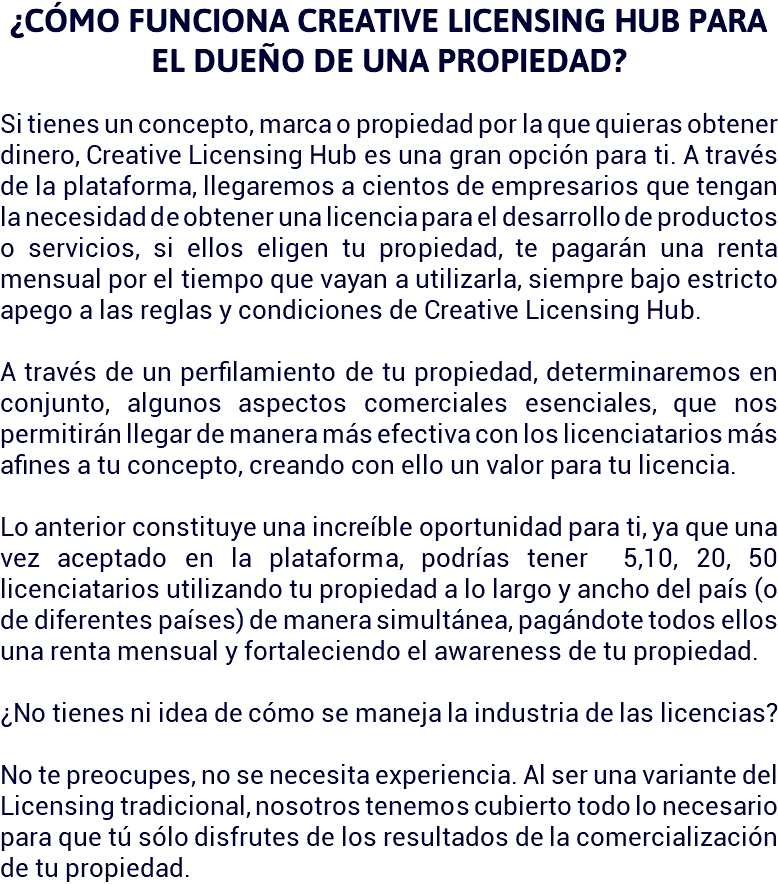 ¿CÓMO FUNCIONA CREATIVE LICENSING HUB PARA
EL DUEÑO DE UNA PROPIEDAD?
Si tienes un concepto, marca o propiedad por la que quieras obtener
dinero, Creative Licensing Hub es una gran opción para ti. A través
de la plataforma, llegaremos a cientos de empresarios que tengan
la necesidad de obtener una licencia para el desarrollo de productos
o servicios, si ellos eligen tu propiedad, te pagarán una renta
mensual por el tiempo que vayan a utilizarla, siempre bajo estricto
apego a las reglas y condiciones de Creative Licensing Hub.
A través de un perfilamiento de tu propiedad, determinaremos en
conjunto, algunos aspectos comerciales esenciales, que nos
permitirán llegar de manera más efectiva con los licenciatarios más
afines a tu concepto, creando con ello un valor para tu licencia.
Lo anterior constituye una increíble oportunidad para ti, ya que una
vez aceptado en la plataforma, podrías tener 5,10, 20, 50
licenciatarios utilizando tu propiedad a lo largo y ancho del país (o
de diferentes países) de manera simultánea, pagándote todos ellos
una renta mensual y fortaleciendo el awareness de tu propiedad.
¿No tienes ni idea de cómo se maneja la industria de las licencias?
No te preocupes, no se necesita experiencia. Al ser una variante del
Licensing tradicional, nosotros tenemos cubierto todo lo necesario
para que tú sólo disfrutes de los resultados de la comercialización
de tu propiedad.